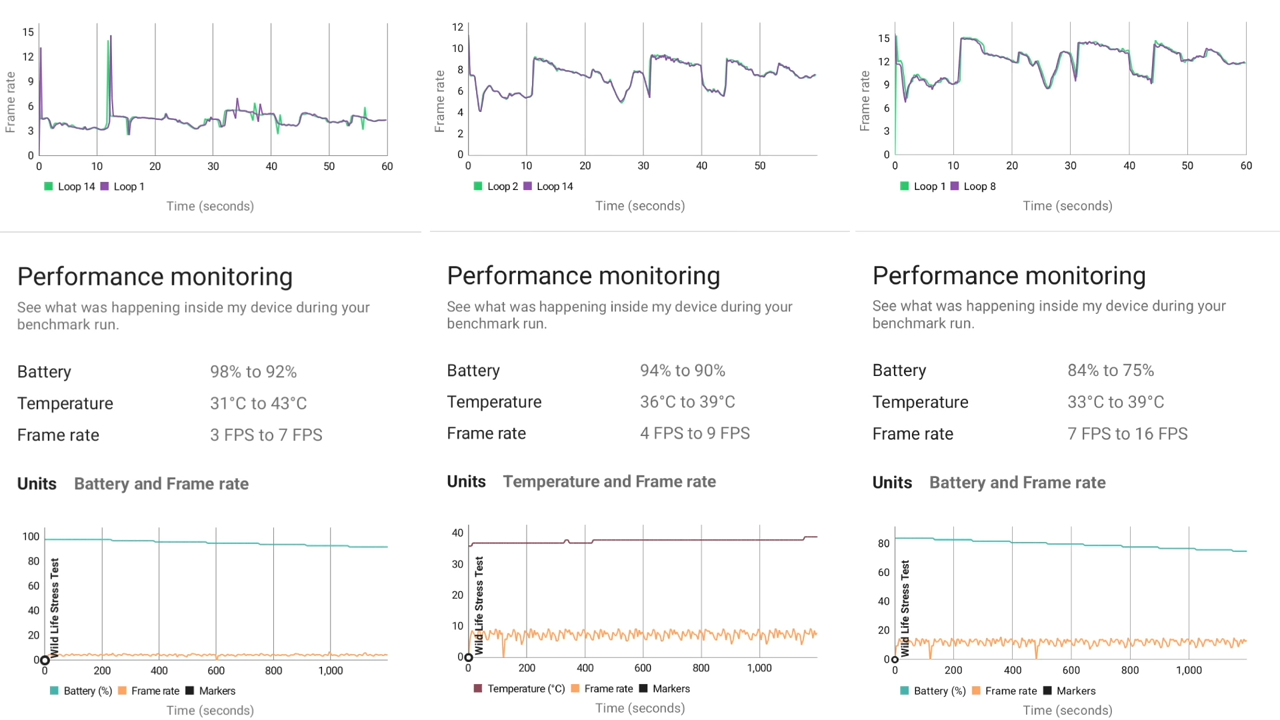 15
12
9
6
3
0
Frame rate
0 10 20 30 40 50 60
Loop 14 Loop 1
Time (seconds)
Performance monitoring
See what was happening inside my device during your
benchmark run.
Battery 98% to 92%
Temperature 31°C to 43°C
Frame rate 3 FPS to 7 FPS
Units Battery and Frame rate
100
80
60
40
20
0
Wild Life Stress Test
0 200 400 600 800 1,000
Battery (%) Frame rate Markers
Time (seconds)
12
10
8
6
4
2
0
Frame rate
0 10 20 30 40 50
Loop 2 Loop 14
Time (seconds)
Performance monitoring
See what was happening inside my device during your
benchmark run.
Battery 94% to 90%
Temperature 36°C to 39°C
Frame rate 4 FPS to 9 FPS
Units Temperature and Frame rate
40
30
20
10
0
Wild Life Stress Test
0 200 400 600 800 1,000
Temperature (°C) Frame rate Markers
Time (seconds)
15
12
9
6
3
0
Frame rate
0 10 20 30 40 50 60
Loop 1 Loop 8
Time (seconds)
Performance monitoring
See what was happening inside my device during your
benchmark run.
Battery 84% to 75%
Temperature 33°C to 39°C
Frame rate 7 FPS to 16 FPS
Units Battery and Frame rate
80
60
40
20
0
Wild Life Stress Test
0 200 400 600 800 1,000
Battery (%) Frame rate Markers
Time (seconds)